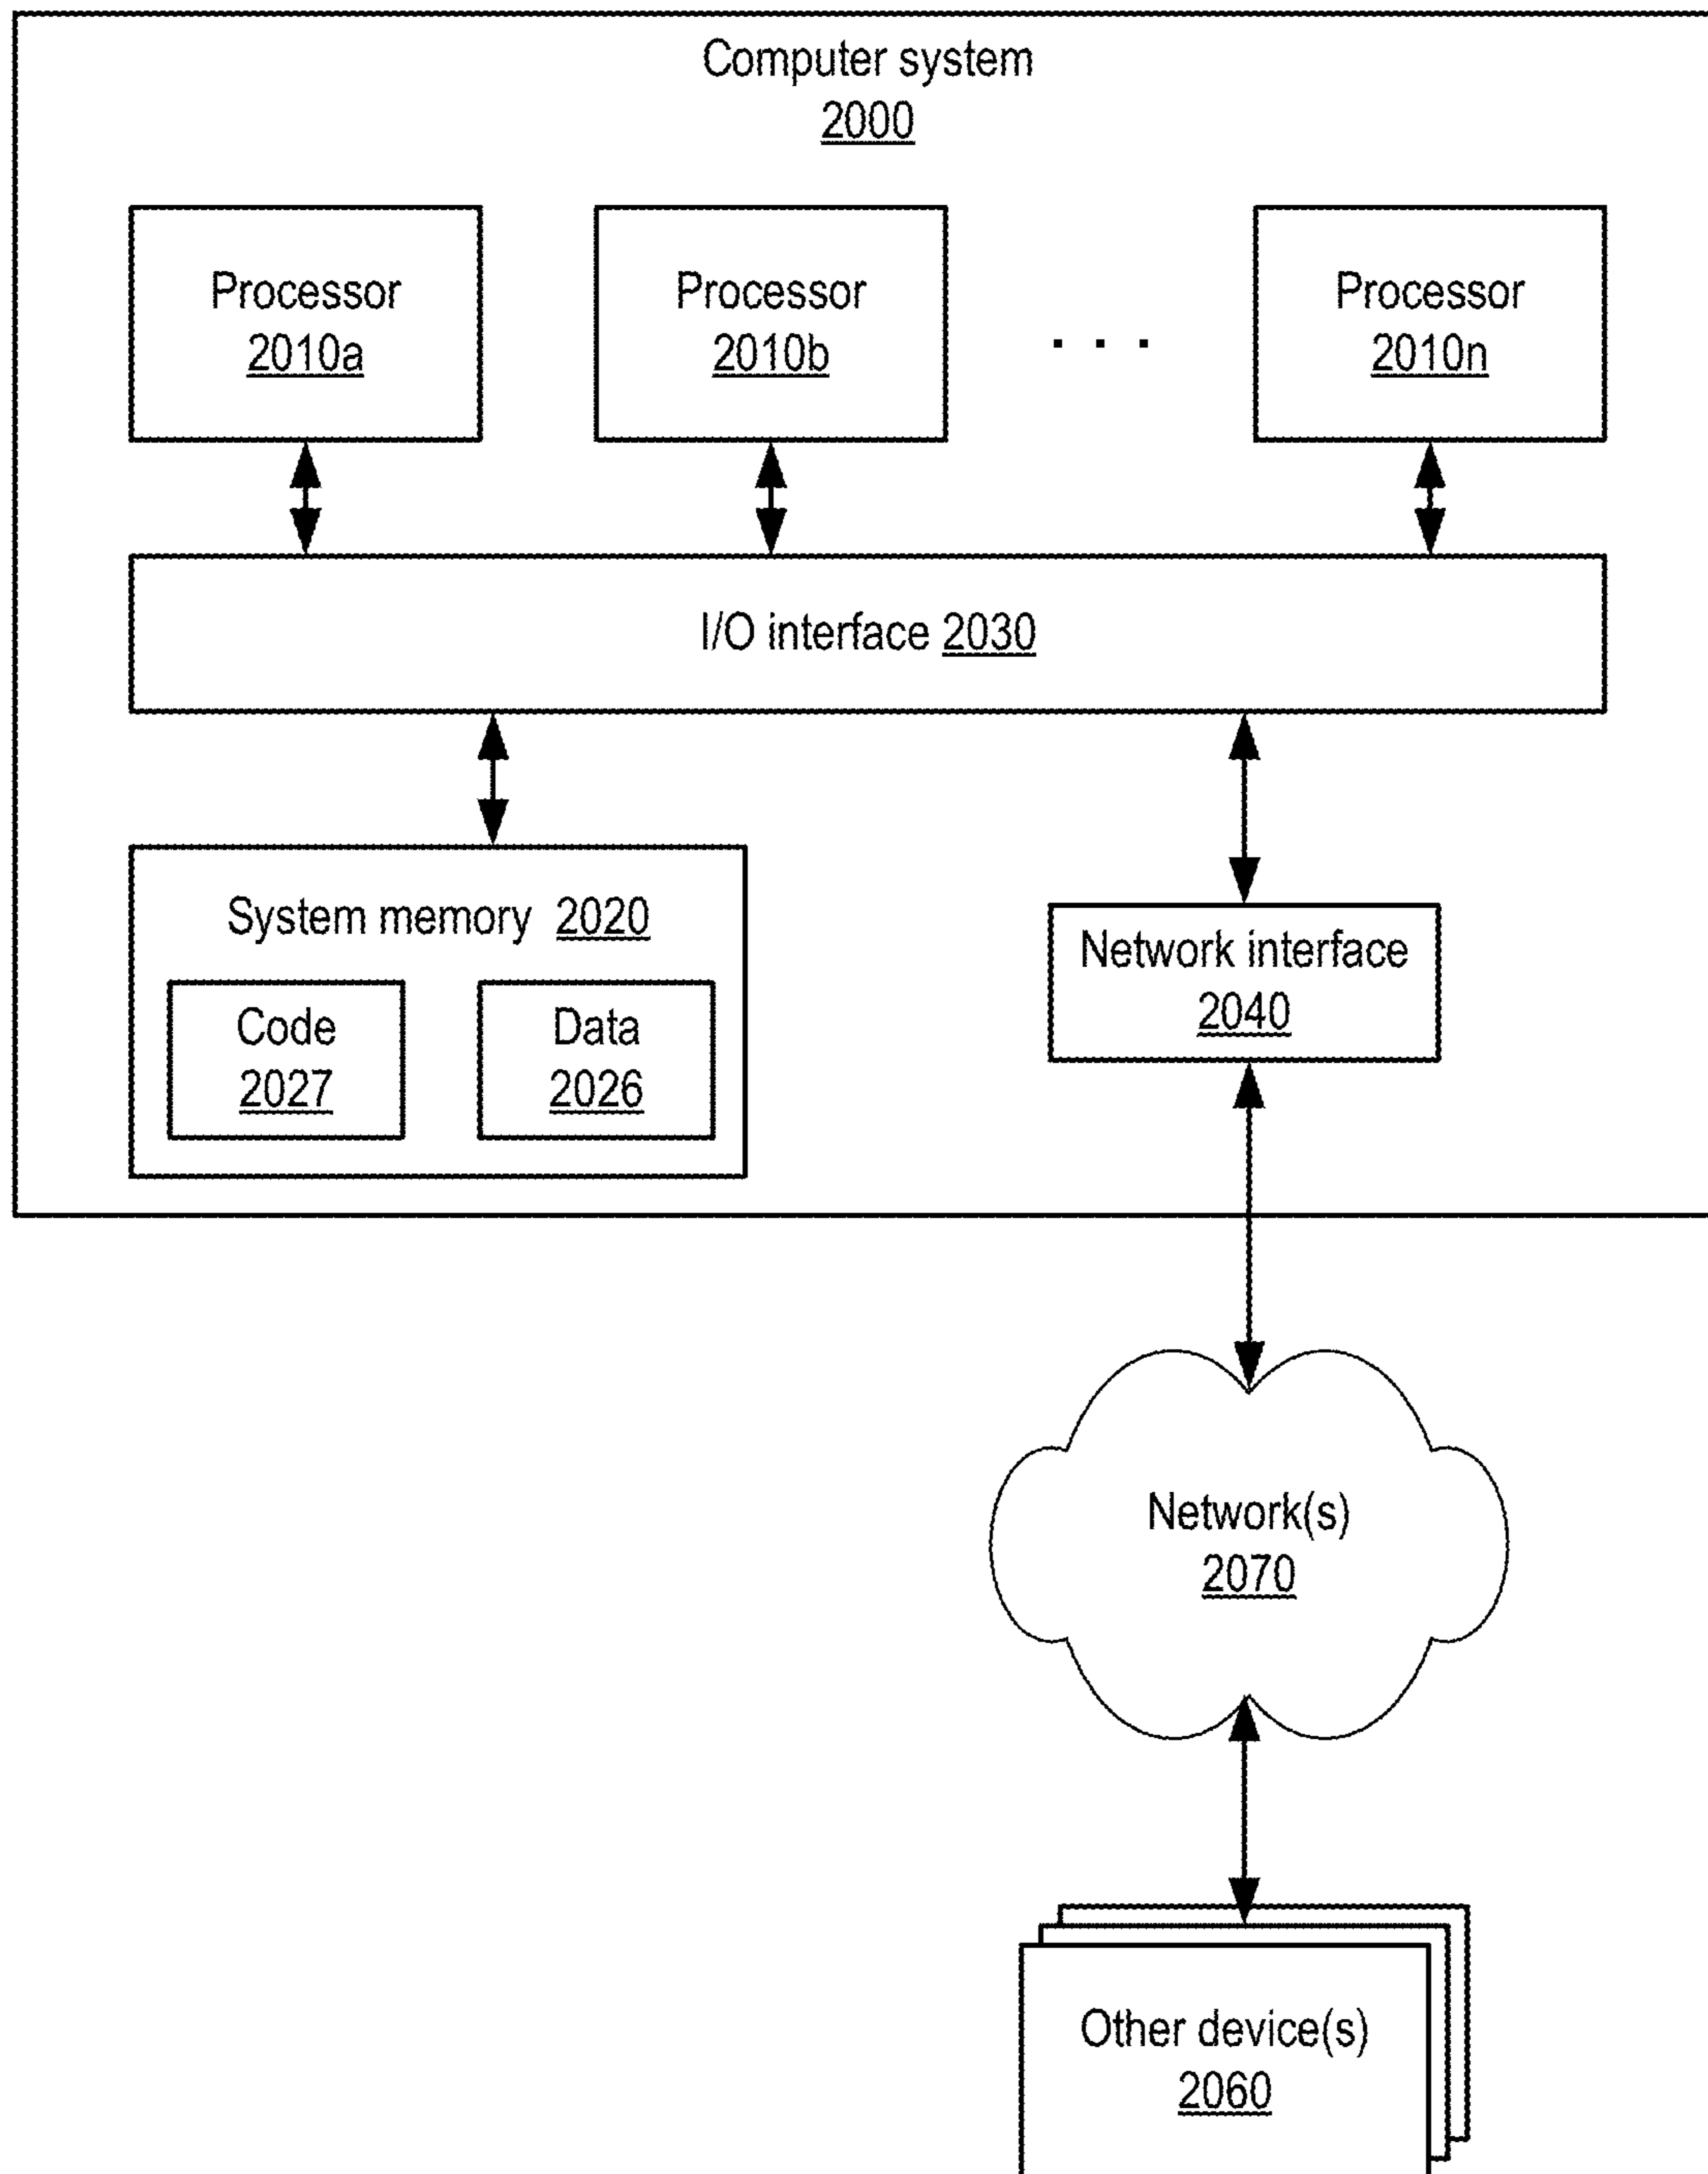 Computer system
2000
Processor
2010a
Processor
2010b
. . .
Processor
2010n
I/O interface 2030
System memory 2020
Code
2027
Data
2026
Network interface
2040
Network(s)
2070
Other device(s)
2060